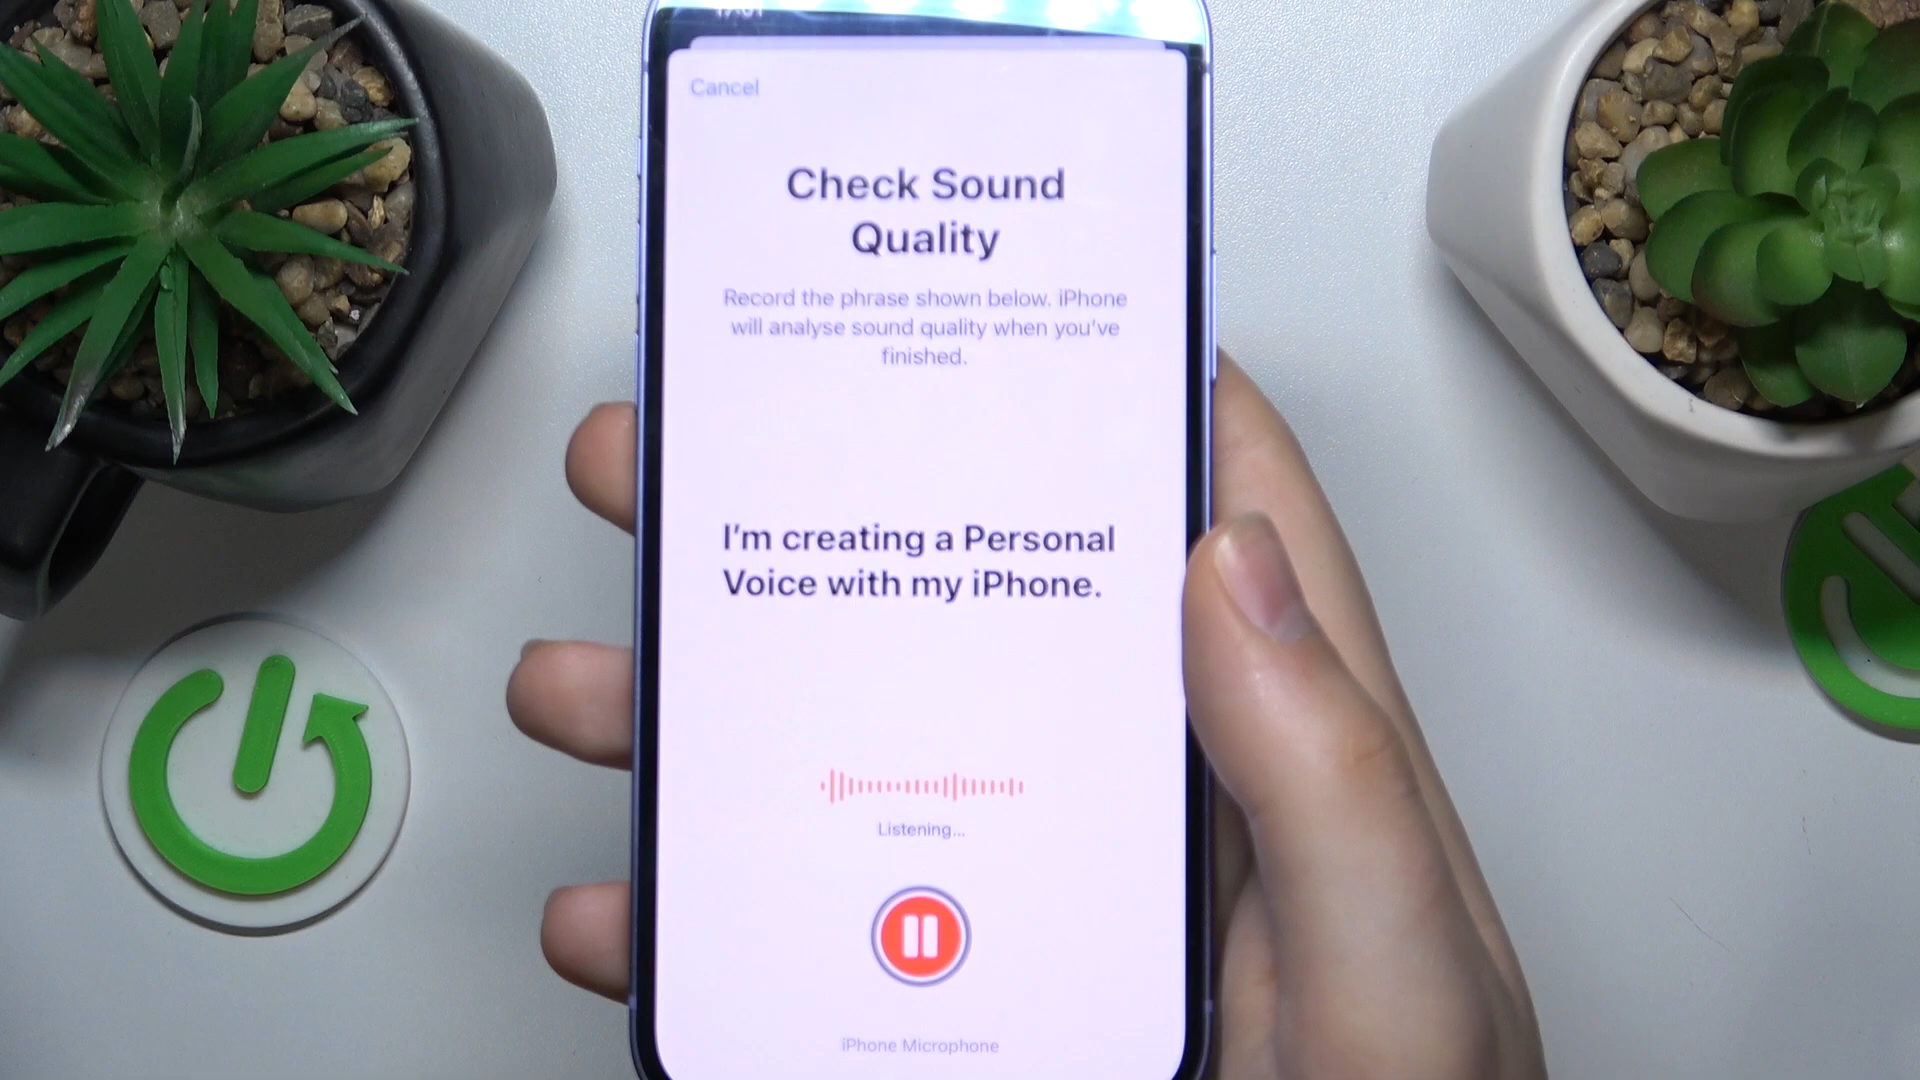 Cancel
Check Sound
Quality
Record the phrase shown below. iPhone
will analyse sound quality when you've
finished.
I'm creating a Personal
Voice with my iPhone.
Listening...
iPhone Microphone